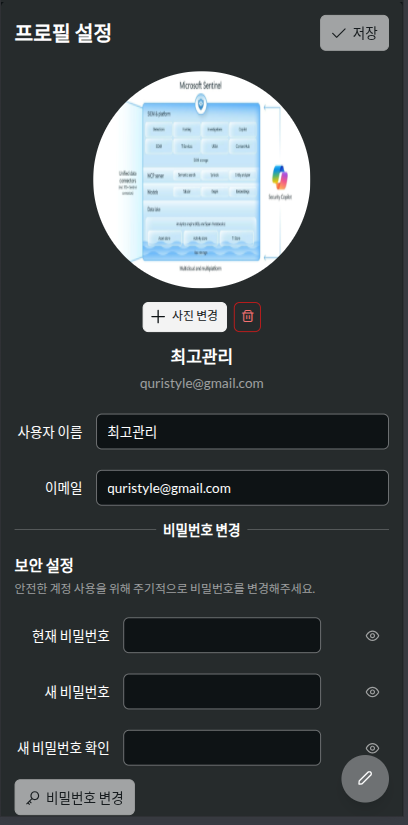 프로필 설정
저장
Microsoft Sentinel
Security Copilot
사진 변경
최고관리
quristyle@gmail.com
사용자 이름
최고관리
이메일
quristyle@gmail.com
비밀번호 변경
보안 설정
안전한 계정 사용을 위해 주기적으로 비밀번호를 변경해주세요.
현재 비밀번호
새 비밀번호
새 비밀번호 확인
비밀번호 변경